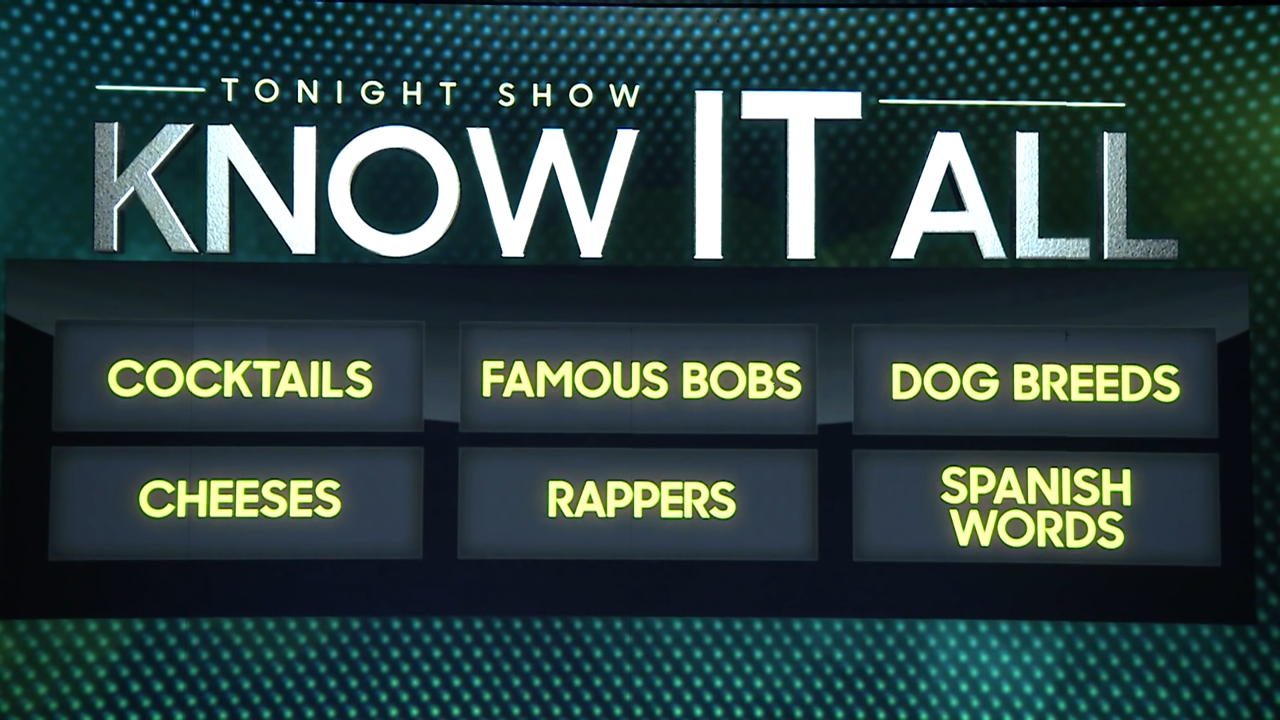 TONIGHT SHOW
KNOW IT ALL
COCKTAILS
FAMOUS BOBS
DOG BREEDS
CHEESES
RAPPERS
SPANISH
WORDS